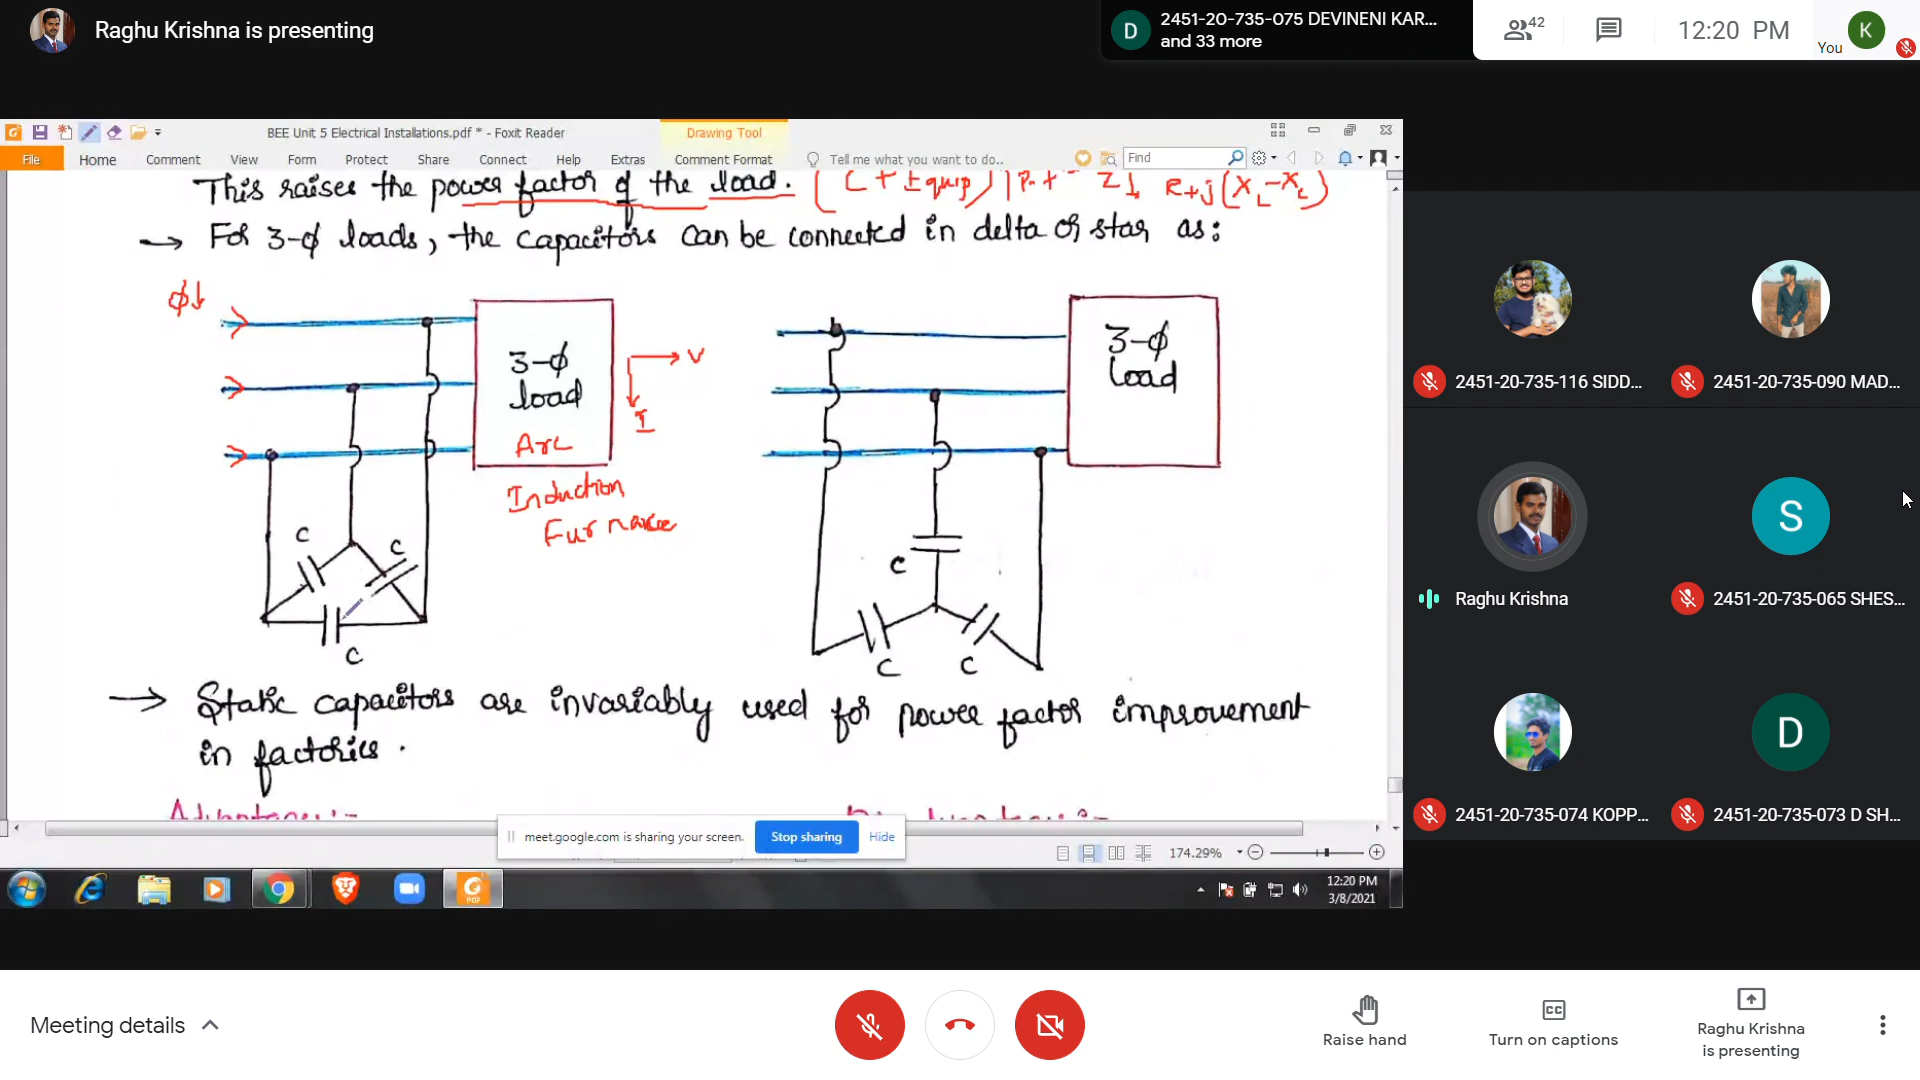 Raghu Krishna is presenting
2451-20-735-075 DEVINENI KAR...
and 33 more
D
42
12:20 PM
You
K
BEE Unit 5 Electrical Installations.pdf * - Foxit Reader
Drawing Tool
File Home Comment View Form Protect Share Connect Help Extras Comment Format
Tell me what you want to do..
Find
This raises the power factor of the load.
R+j(XL-XC)
→ For 3-ϕ loads, the capacitors can be connected in delta or star as:
ϕ↓
3-ϕ
load
Arc
Induction
Furnace
V
I
C
C
C
3-ϕ
load
C
C
C
→ Static capacitors are invariably used for power factor improvement
in factories.
meet.google.com is sharing your screen.
Stop sharing
Hide
174.29%
12:20 PM
3/8/2021
2451-20-735-116 SIDD...
2451-20-735-090 MAD...
Raghu Krishna
S
2451-20-735-065 SHES...
2451-20-735-074 KOPP...
D
2451-20-735-073 D SH...
Meeting details
Raise hand
Turn on captions
Raghu Krishna
is presenting